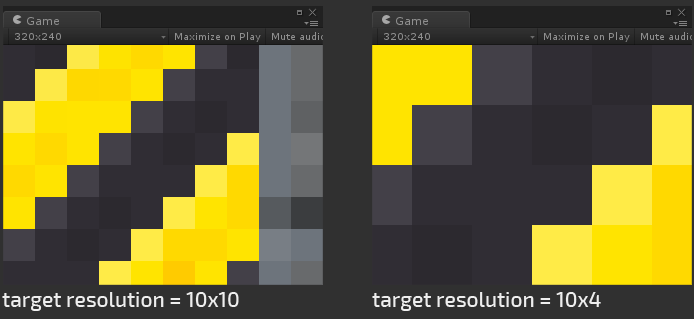 Game
320x240 Maximize on Play Mute audio
target resolution = 10x10
Game
320x240 Maximize on Play Mute audi
target resolution = 10x4